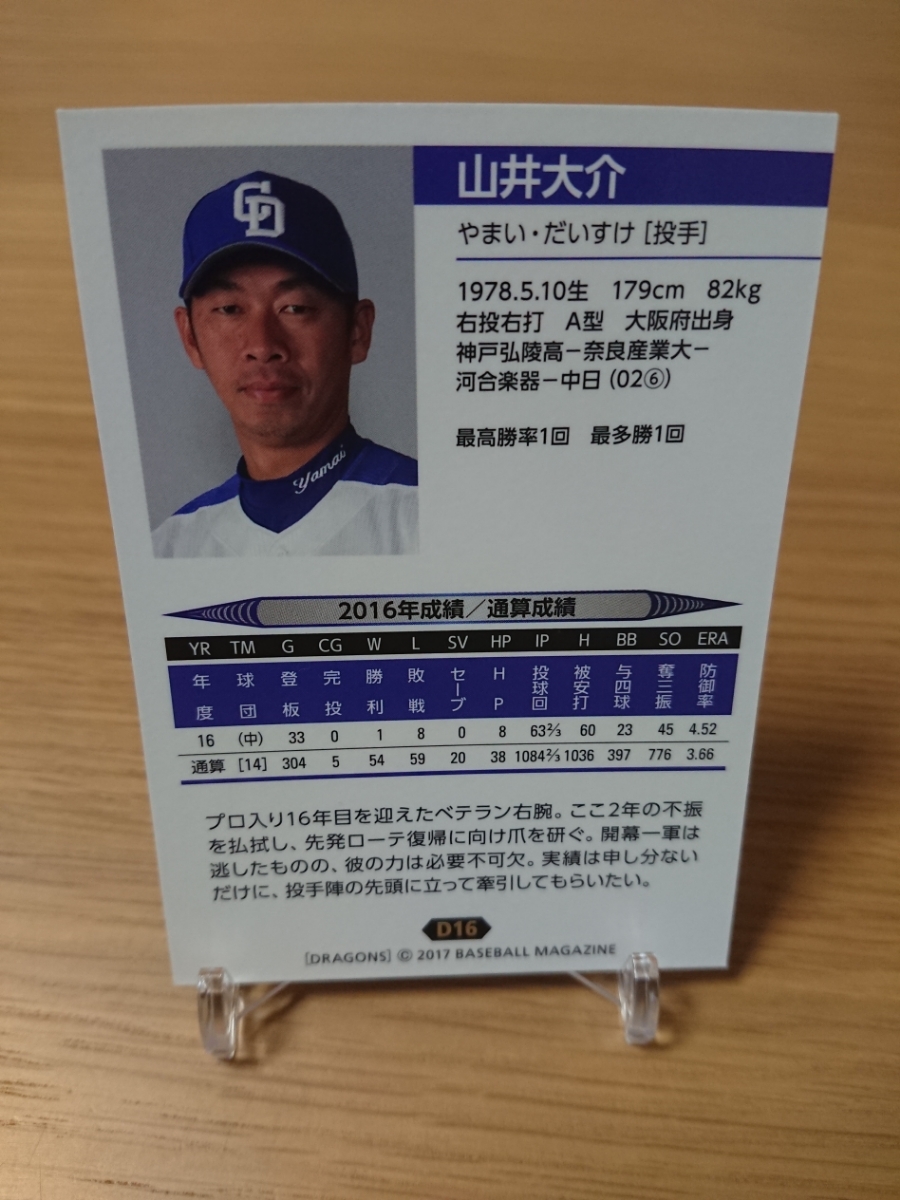 CD
Yamai
山井大介
やまい・だいすけ [投手]
1978.5.10生 179cm 82kg
右投右打 A型 大阪府出身
神戸弘陵高－奈良産業大－
河合楽器－中日 (02⑥)
最高勝率1回 最多勝1回
2016年成績／通算成績
YR TM G CG W L SV HP IP H BB SO ERA
年度 球団 登板 完投 勝利 敗戦 セーブ HP 投球回 被安打 与四球 奪三振 防御率
16 (中) 33 0 1 8 0 8 63⅔ 60 23 45 4.52
通算 [14] 304 5 54 59 20 38 1084⅔ 1036 397 776 3.66
プロ入り16年目を迎えたベテラン右腕。ここ2年の不振
を払拭し、先発ローテ復帰に向け爪を研ぐ。開幕一軍は
逃したものの、彼の力は必要不可欠。実績は申し分ない
だけに、投手陣の先頭に立って牽引してもらいたい。
D16
[DRAGONS] © 2017 BASEBALL MAGAZINE